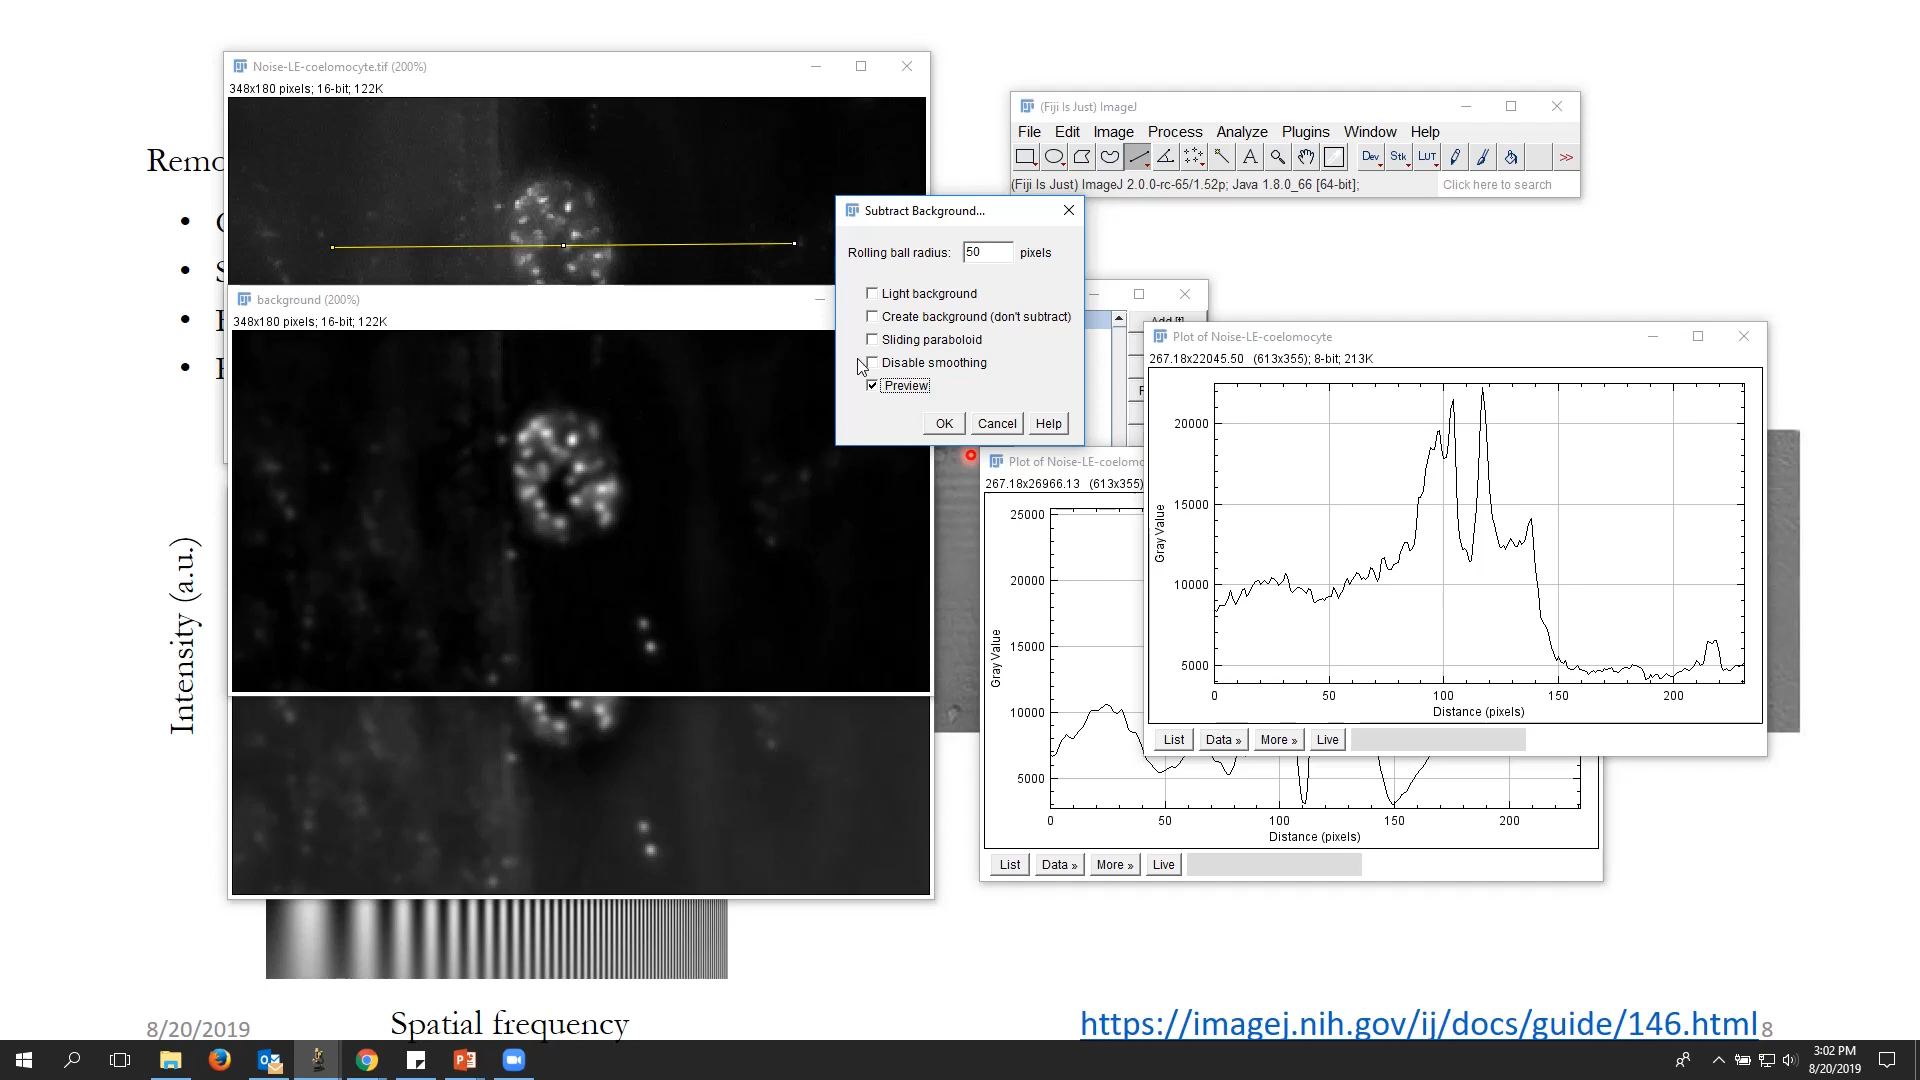 Noise-LE-coelomocyte.tif (200%)
348x180 pixels; 16-bit; 122K
Remo
background (200%)
348x180 pixels; 16-bit; 122K
(Fiji Is Just) ImageJ
File Edit Image Process Analyze Plugins Window Help
Dev Stk LUT >>
(Fiji Is Just) ImageJ 2.0.0-rc-65/1.52p; Java 1.8.0_66 [64-bit];
Click here to search
Subtract Background...
Rolling ball radius: 50 pixels
Light background
Create background (don't subtract)
Sliding paraboloid
Disable smoothing
Preview
OK Cancel Help
Plot of Noise-LE-coelomocyte
267.18x22045.50 (613x355); 8-bit; 213K
20000
15000
10000
5000
Gray Value
0 50 100 150 200
Distance (pixels)
List Data » More » Live
Plot of Noise-LE-coelomo
267.18x26966.13 (613x355)
25000
20000
15000
10000
5000
Gray Value
0 50 100 150 200
Distance (pixels)
List Data » More » Live
Intensity (a.u.)
Spatial frequency
8/20/2019
https://imagej.nih.gov/ij/docs/guide/146.html
8
3:02 PM
8/20/2019